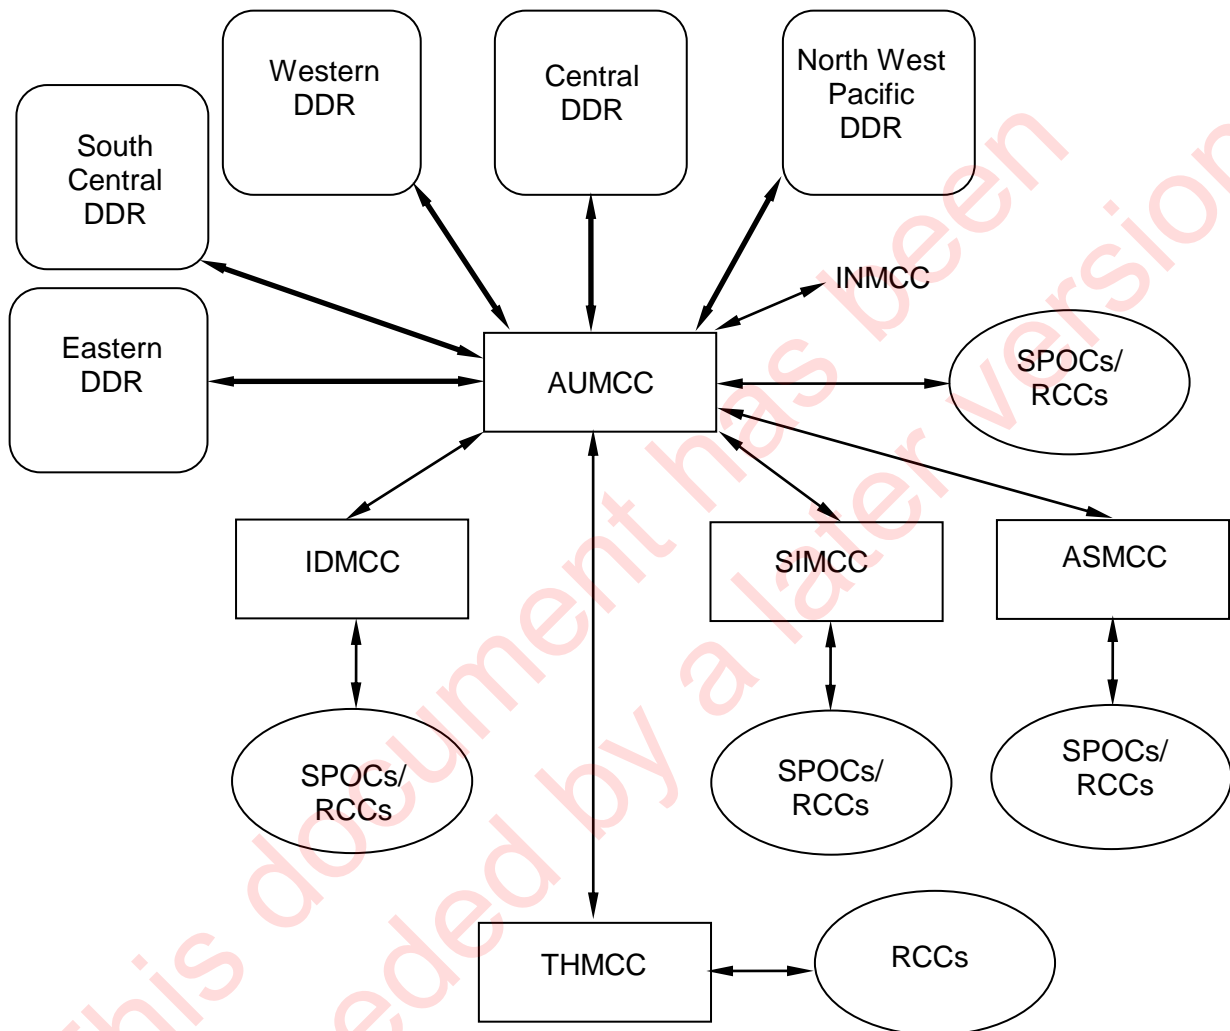 Western
DDR
Central
DDR
North West
Pacific
DDR
South
Central
DDR
INMCC
Eastern
DDR
AUMCC
SPOCs/
RCCs
IDMCC
SIMCC
ASMCC
SPOCs/
RCCs
SPOCs/
RCCs
SPOCs/
RCCs
THMCC
RCCs
This document has been
eded by a later version